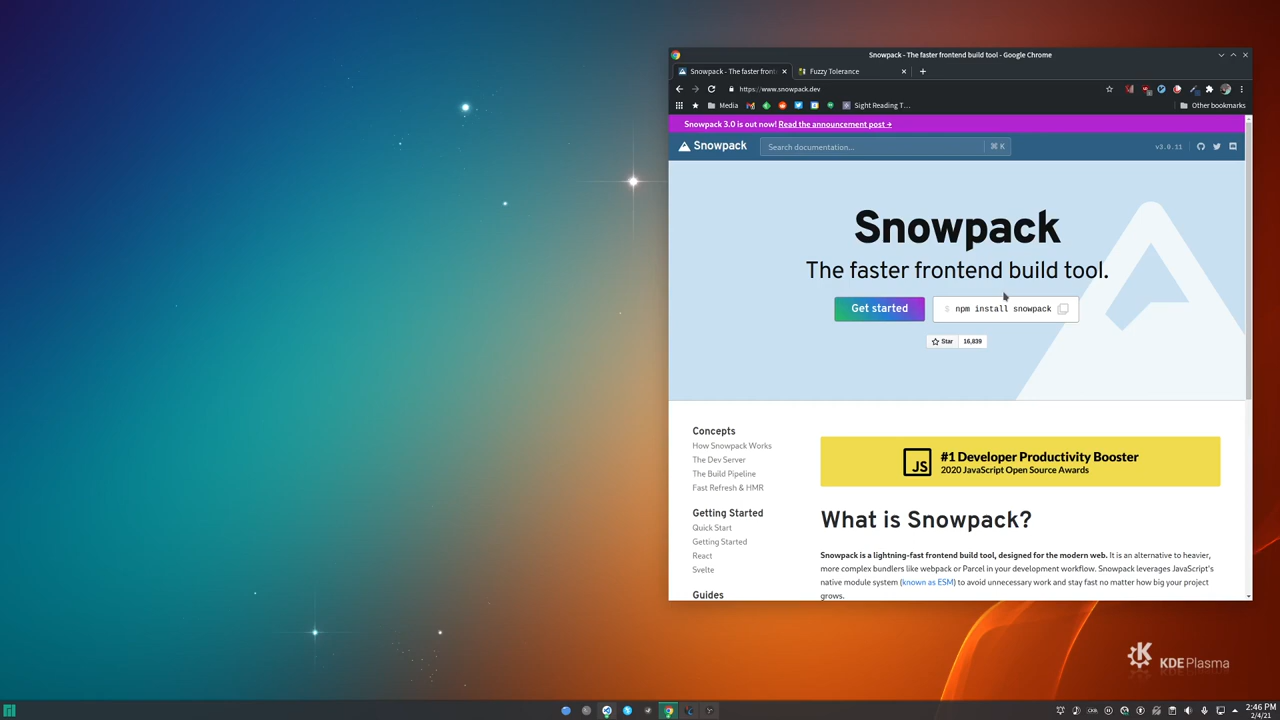 Snowpack - The faster frontend build tool - Google Chrome
Snowpack - The faster front
Fuzzy Tolerance
https://www.snowpack.dev
Media
Sight Reading T…
Other bookmarks
Snowpack 3.0 is out now! Read the announcement post →
Snowpack
Search documentation...
⌘ K
v3.0.11
Snowpack
The faster frontend build tool.
Get started
$ npm install snowpack
Star
16,839
Concepts
How Snowpack Works
The Dev Server
The Build Pipeline
Fast Refresh & HMR
Getting Started
Quick Start
Getting Started
React
Svelte
Guides
JS
#1 Developer Productivity Booster
2020 JavaScript Open Source Awards
What is Snowpack?
Snowpack is a lightning-fast frontend build tool, designed for the modern web. It is an alternative to heavier,
more complex bundlers like webpack or Parcel in your development workflow. Snowpack leverages JavaScript's
native module system (known as ESM) to avoid unnecessary work and stay fast no matter how big your project
grows.
KDE Plasma
2:46 PM
2/4/21